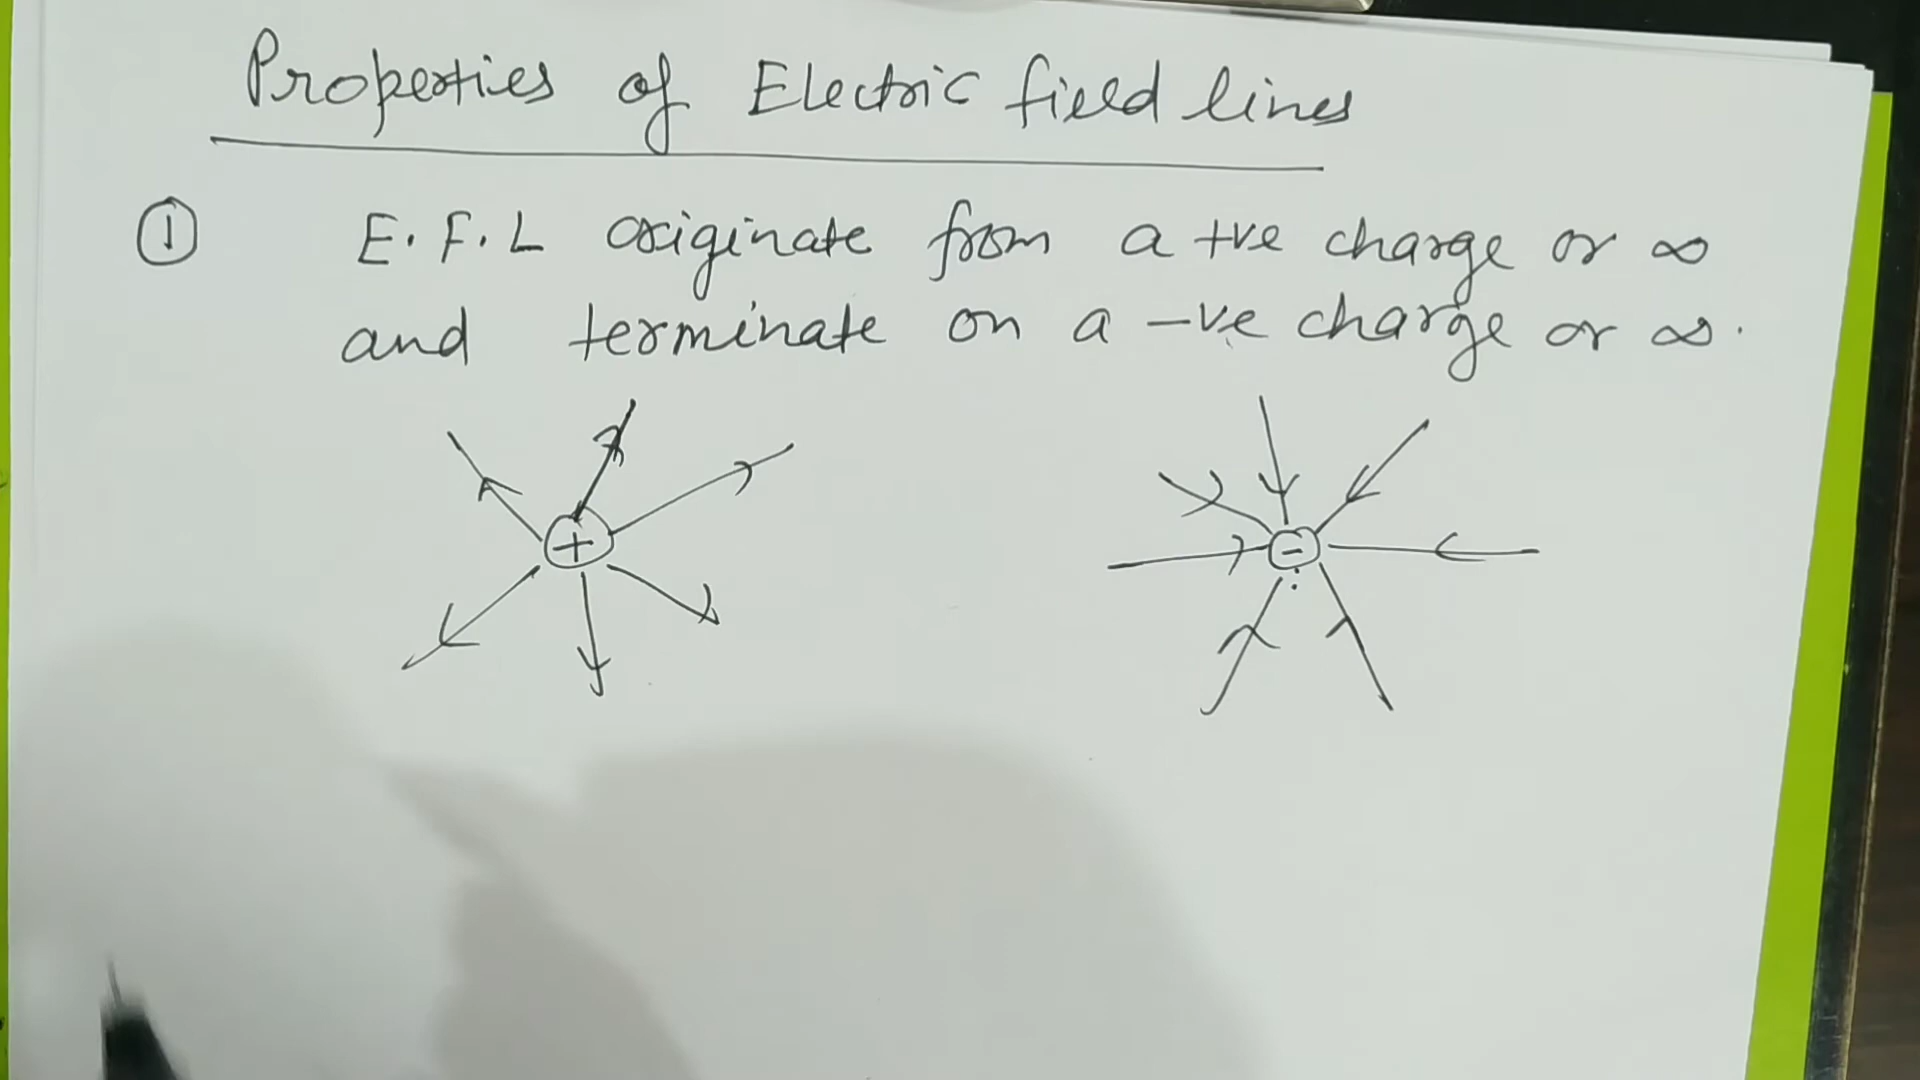 Properties of Electric field lines
① E.F.L originate from a +ve charge or ∞
and terminate on a -ve charge or ∞.
+
-